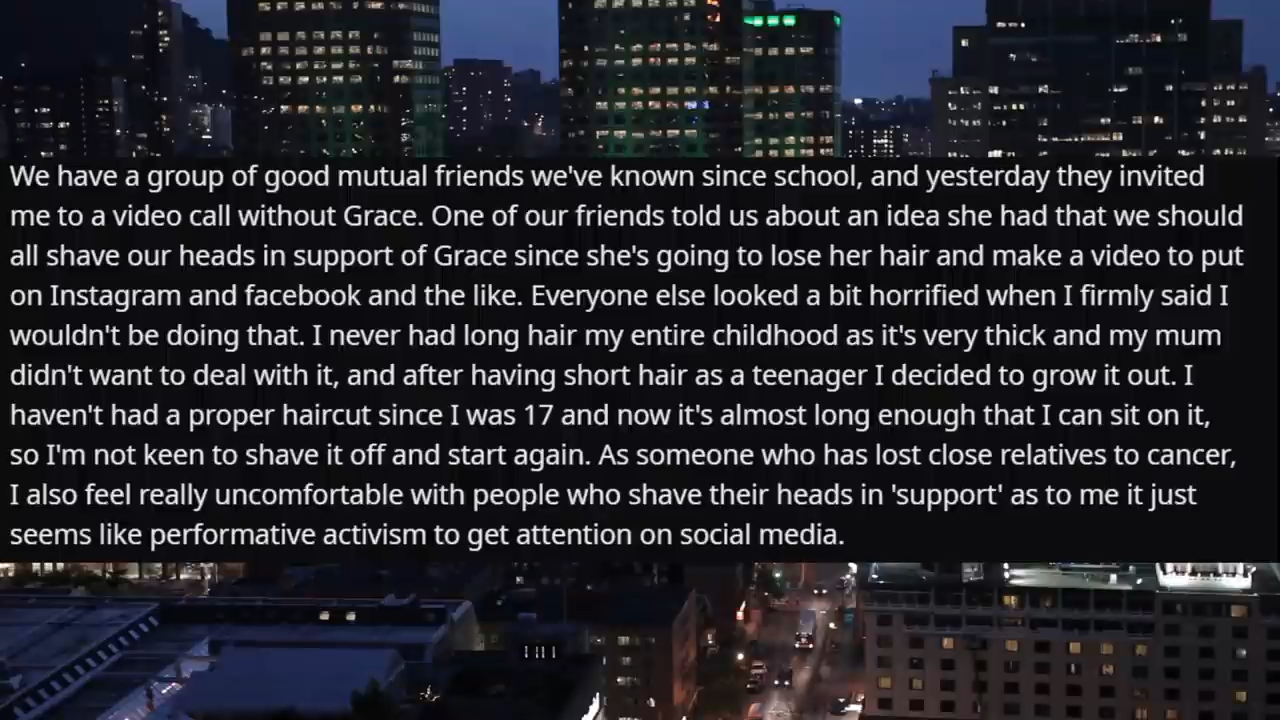 We have a group of good mutual friends we've known since school, and yesterday they invited
me to a video call without Grace. One of our friends told us about an idea she had that we should
all shave our heads in support of Grace since she's going to lose her hair and make a video to put
on Instagram and facebook and the like. Everyone else looked a bit horrified when I firmly said I
wouldn't be doing that. I never had long hair my entire childhood as it's very thick and my mum
didn't want to deal with it, and after having short hair as a teenager I decided to grow it out. I
haven't had a proper haircut since I was 17 and now it's almost long enough that I can sit on it,
so I'm not keen to shave it off and start again. As someone who has lost close relatives to cancer,
I also feel really uncomfortable with people who shave their heads in 'support' as to me it just
seems like performative activism to get attention on social media.